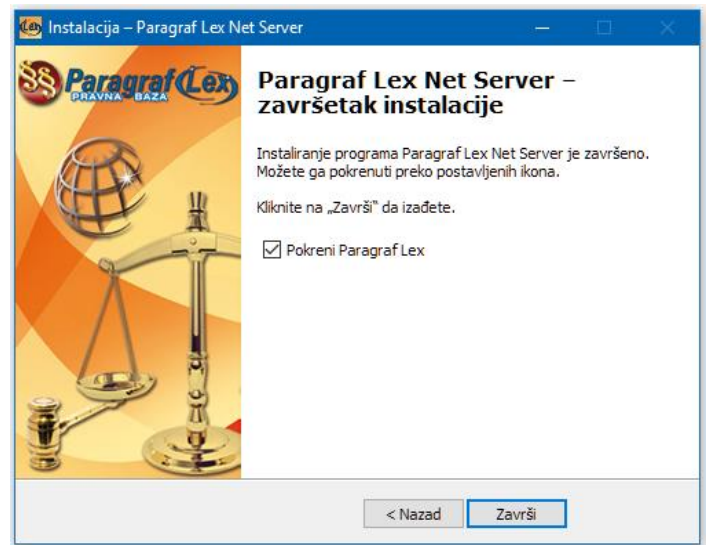 Lex
Instalacija – Paragraf Lex Net Server
§§ Paragraf Lex
PRAVNA BAZA
Paragraf Lex Net Server –
završetak instalacije
Instaliranje programa Paragraf Lex Net Server je završeno.
Možete ga pokrenuti preko postavljenih ikona.
Kliknite na „Završi“ da izađete.
Pokreni Paragraf Lex
< Nazad
Završi